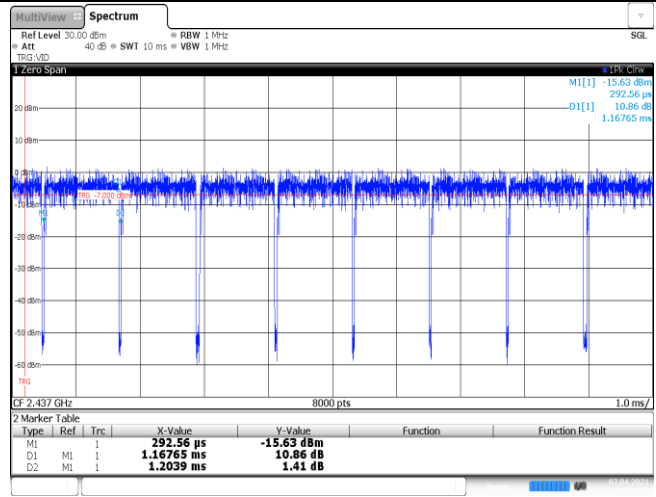 MultiView Spectrum
Ref Level 30.00 dBm RBW 1 MHz SGL
Att 40 dB SWT 10 ms VBW 1 MHz
TRG:VID
1 Zero Span 1Pk Clrw
M1[1] -15.63 dBm
292.56 µs
20 dBm D1[1] 10.86 dB
1.16765 ms
10 dBm
0 dBm
TRG -7.000 dBm
-10 dBm
M1 D2
-20 dBm
-30 dBm
-40 dBm
-50 dBm
-60 dBm
TRG
CF 2.437 GHz 8000 pts 1.0 ms/
2 Marker Table
Type Ref Trc X-Value Y-Value Function Function Result
M1 1 292.56 µs -15.63 dBm
D1 M1 1 1.16765 ms 10.86 dB
D2 M1 1 1.2039 ms 1.41 dB